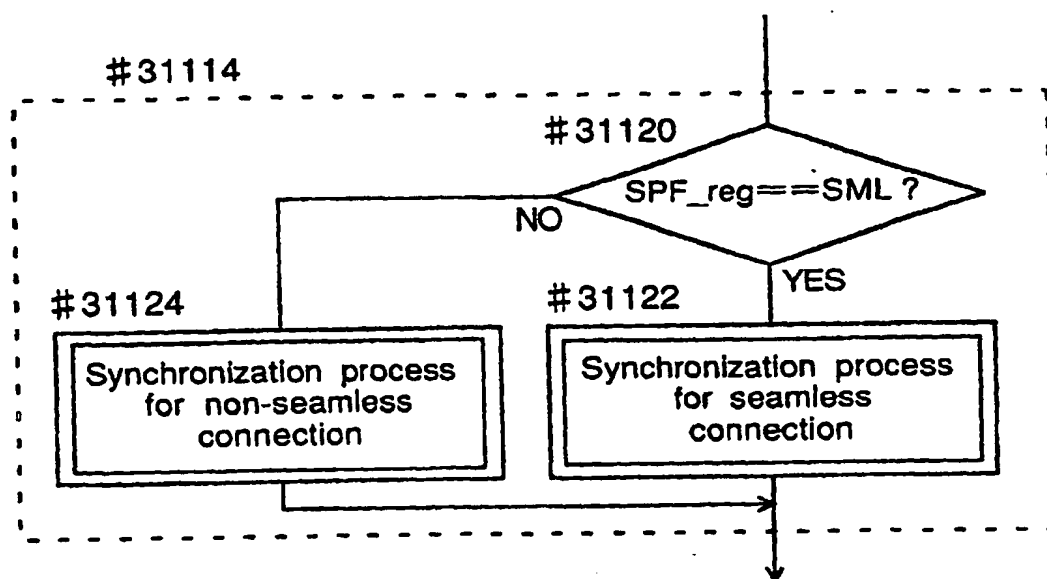 #31114
#31120
SPF_reg==SML ?
NO
YES
#31124
#31122
Synchronization process
for non-seamless
connection
Synchronization process
for seamless
connection